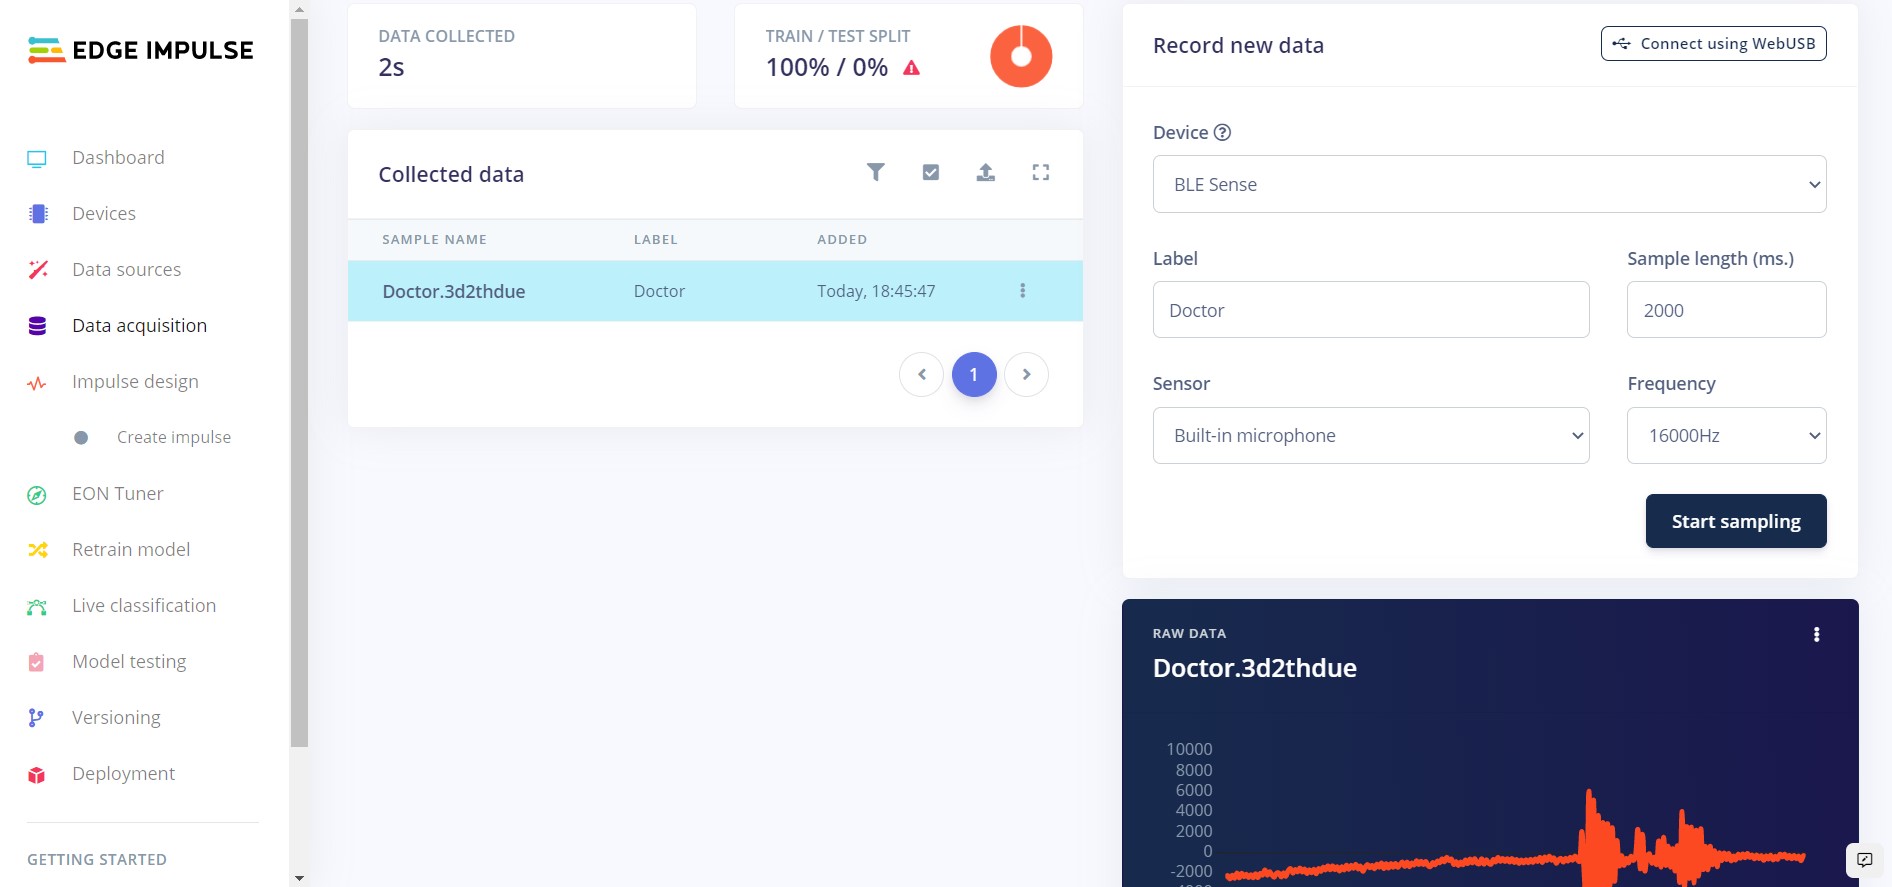 EDGE IMPULSE
Dashboard
Devices
Data sources
Data acquisition
Impulse design
Create impulse
EON Tuner
Retrain model
Live classification
Model testing
Versioning
Deployment
GETTING STARTED
DATA COLLECTED
2s
TRAIN / TEST SPLIT
100% / 0%
Collected data
SAMPLE NAME LABEL ADDED
Doctor.3d2thdue Doctor Today, 18:45:47
1
Record new data
Connect using WebUSB
Device
BLE Sense
Label Sample length (ms.)
Doctor 2000
Sensor Frequency
Built-in microphone 16000Hz
Start sampling
RAW DATA
Doctor.3d2thdue
10000
8000
6000
4000
2000
0
-2000